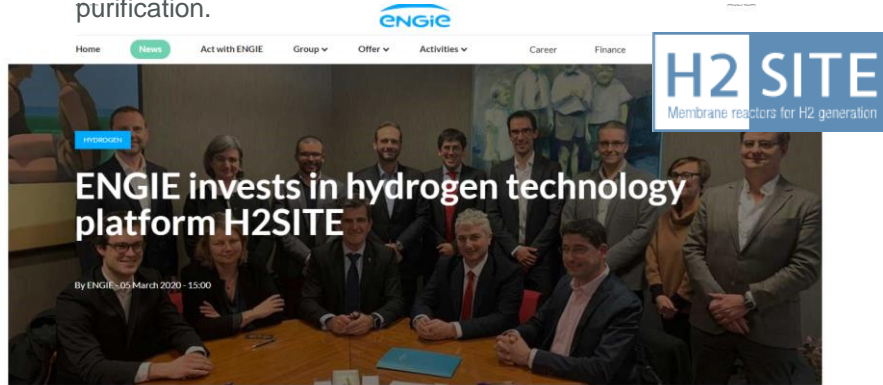 purification.
ENGIE
Home News Act with ENGIE Group Offer Activities Career Finance
H2 SITE
Membrane reactors for H2 generation
HYDROGEN
ENGIE invests in hydrogen technology
platform H2SITE
By ENGIE - 05 March 2020 - 15:00